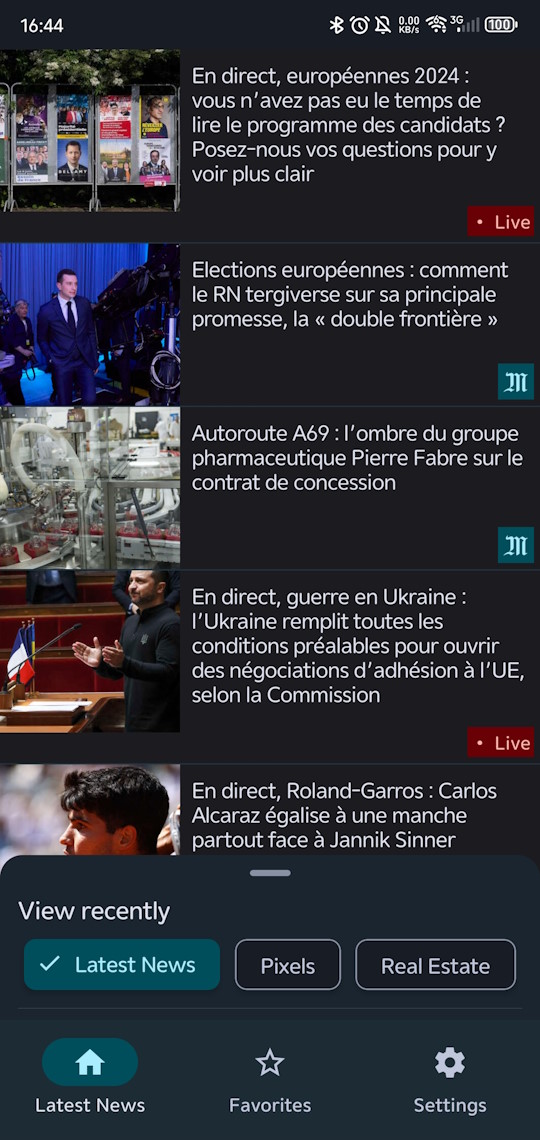 16:44
0.00
KB/s
3G
100
En direct, européennes 2024 :
vous n’avez pas eu le temps de
lire le programme des candidats ?
Posez-nous vos questions pour y
voir plus clair
• Live
Elections européennes : comment
le RN tergiverse sur sa principale
promesse, la « double frontière »
M
Autoroute A69 : l’ombre du groupe
pharmaceutique Pierre Fabre sur le
contrat de concession
M
En direct, guerre en Ukraine :
l’Ukraine remplit toutes les
conditions préalables pour ouvrir
des négociations d’adhésion à l’UE,
selon la Commission
• Live
En direct, Roland-Garros : Carlos
Alcaraz égalise à une manche
partout face à Jannik Sinner
View recently
Latest News
Pixels
Real Estate
Latest News
Favorites
Settings